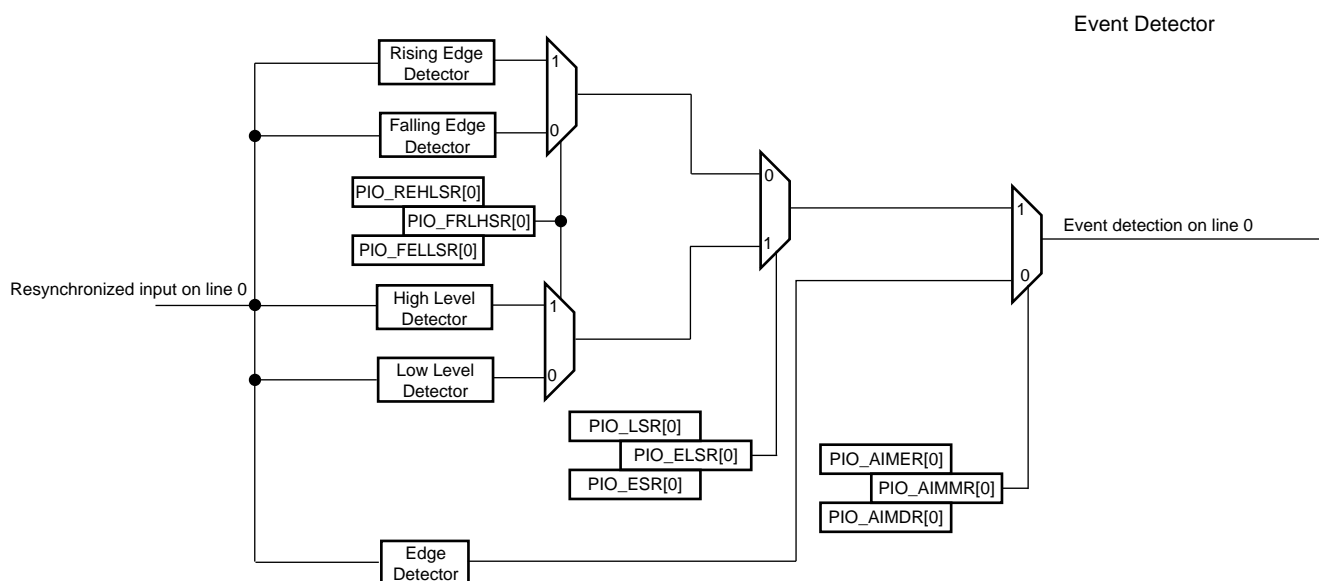 Event Detector
Rising Edge
Detector
1
Falling Edge
Detector
0
PIO_REHLSR[0]
PIO_FRLHSR[0]
PIO_FELLSR[0]
0
1
1
0
Event detection on line 0
Resynchronized input on line 0
High Level
Detector
1
Low Level
Detector
0
PIO_LSR[0]
PIO_ELSR[0]
PIO_ESR[0]
PIO_AIMER[0]
PIO_AIMMR[0]
PIO_AIMDR[0]
Edge
Detector